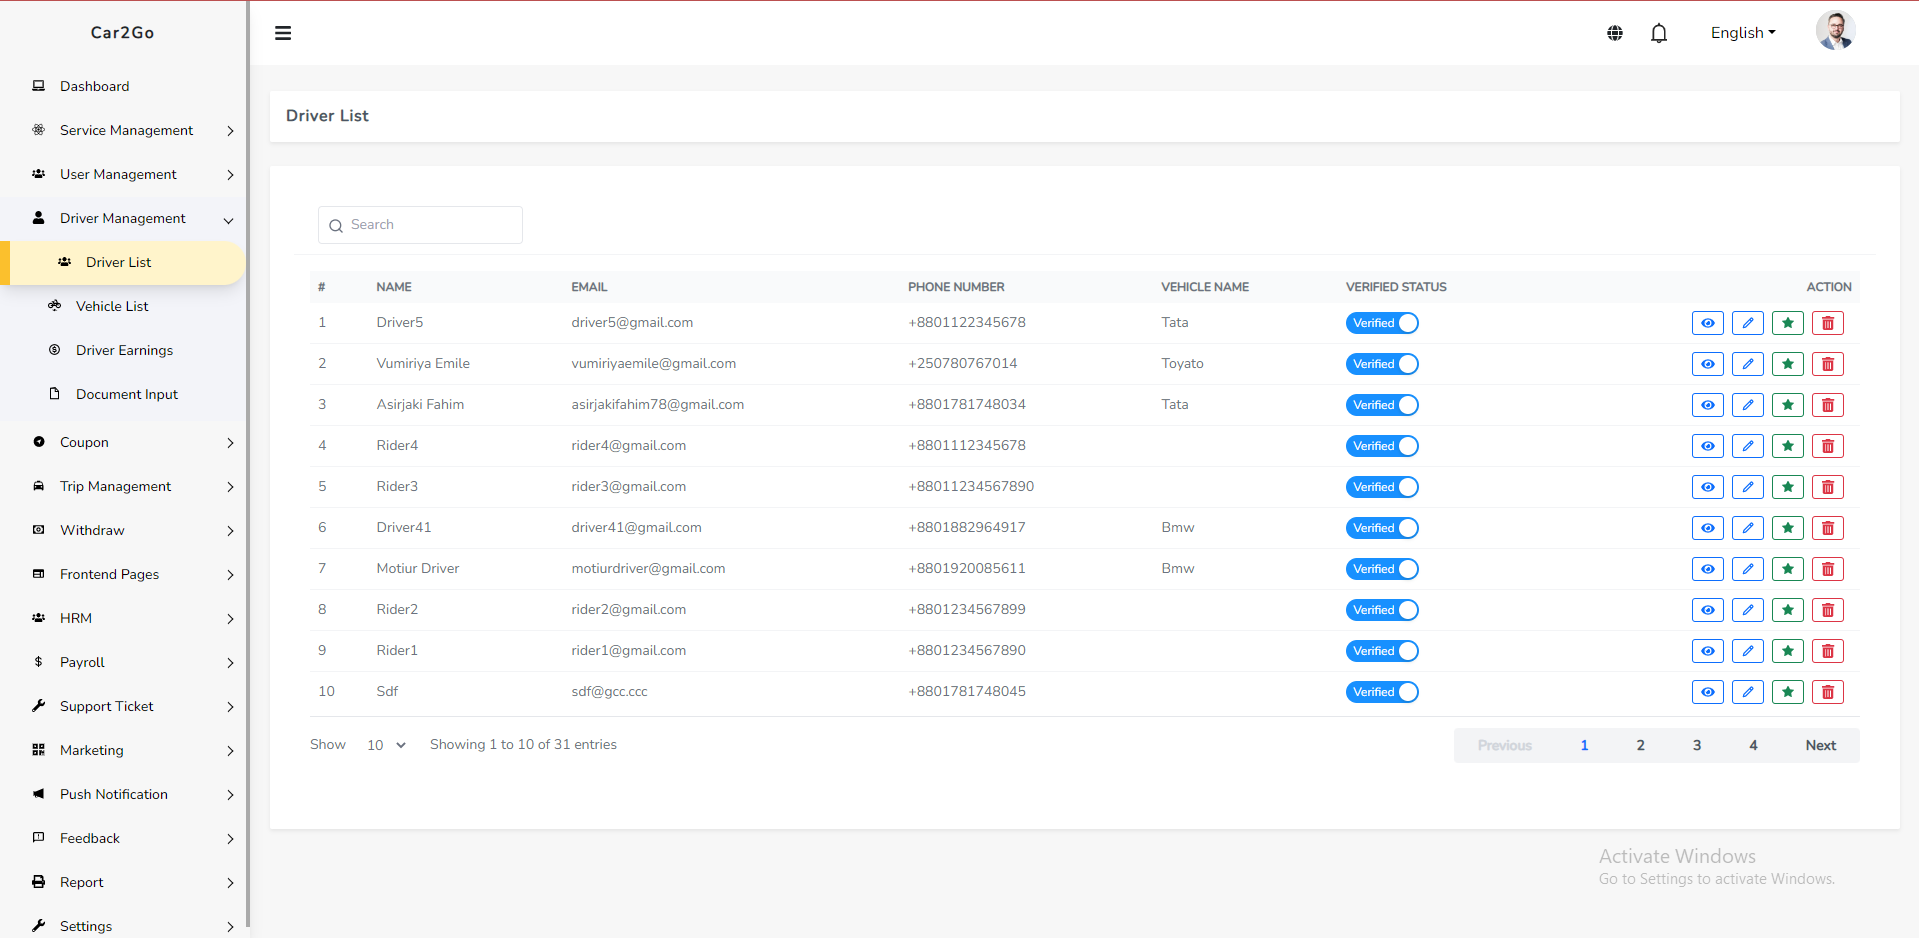 Car2Go
English
Dashboard
Service Management
User Management
Driver Management
Driver List
Vehicle List
Driver Earnings
Document Input
Coupon
Trip Management
Withdraw
Frontend Pages
HRM
Payroll
Support Ticket
Marketing
Push Notification
Feedback
Report
Settings
Driver List
Search
# NAME EMAIL PHONE NUMBER VEHICLE NAME VERIFIED STATUS ACTION
1 Driver5 driver5@gmail.com +8801122345678 Tata Verified
2 Vumiriya Emile vumiriyaemile@gmail.com +250780767014 Toyato Verified
3 Asirjaki Fahim asirjakifahim78@gmail.com +8801781748034 Tata Verified
4 Rider4 rider4@gmail.com +8801112345678 Verified
5 Rider3 rider3@gmail.com +88011234567890 Verified
6 Driver41 driver41@gmail.com +8801882964917 Bmw Verified
7 Motiur Driver motiurdriver@gmail.com +8801920085611 Bmw Verified
8 Rider2 rider2@gmail.com +8801234567899 Verified
9 Rider1 rider1@gmail.com +8801234567890 Verified
10 Sdf sdf@gcc.ccc +8801781748045 Verified
Show 10 Showing 1 to 10 of 31 entries Previous 1 2 3 4 Next
Activate Windows
Go to Settings to activate Windows.